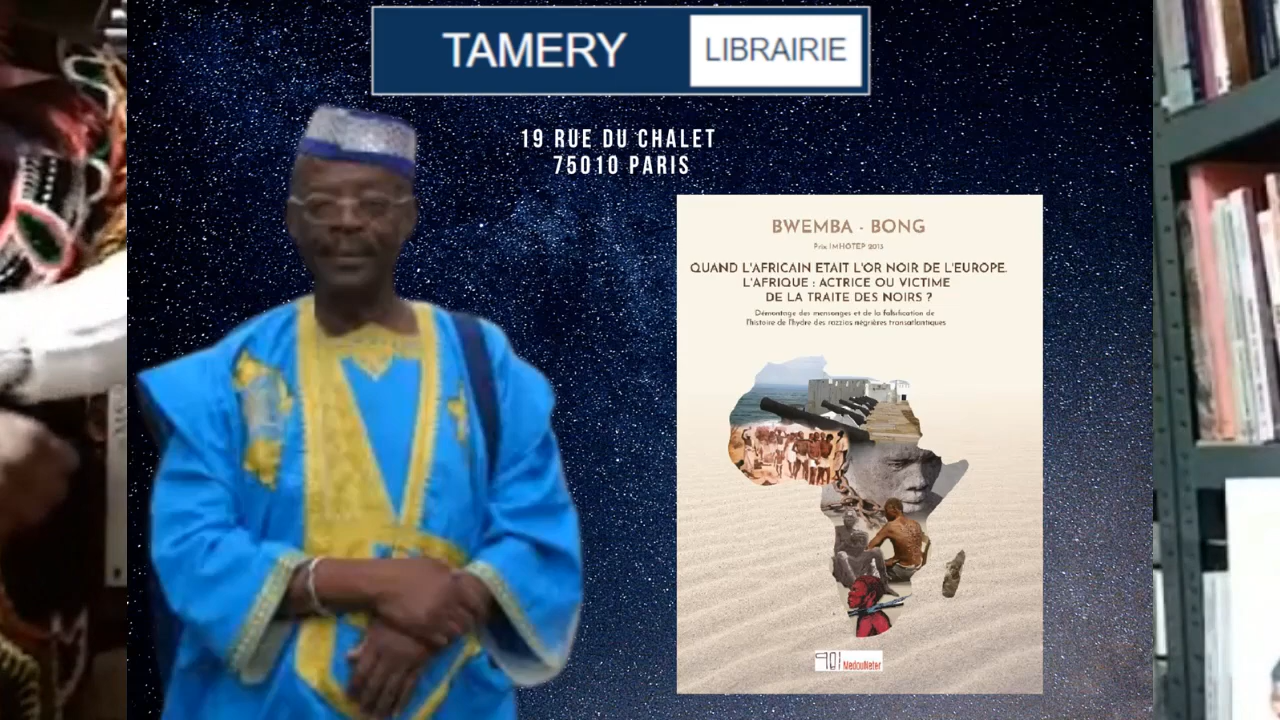 TAMERY LIBRAIRIE
19 RUE DU CHALET
75010 PARIS
BWEMBA - BONG
Prix IMHOTEP 2013
QUAND L'AFRICAIN ETAIT L'OR NOIR DE L'EUROPE.
L'AFRIQUE : ACTRICE OU VICTIME
DE LA TRAITE DES NOIRS ?
Démontage des mensonges et de la falsification de
l'histoire de l'hydre des razzias négrières transatlantiques
MedouNeter